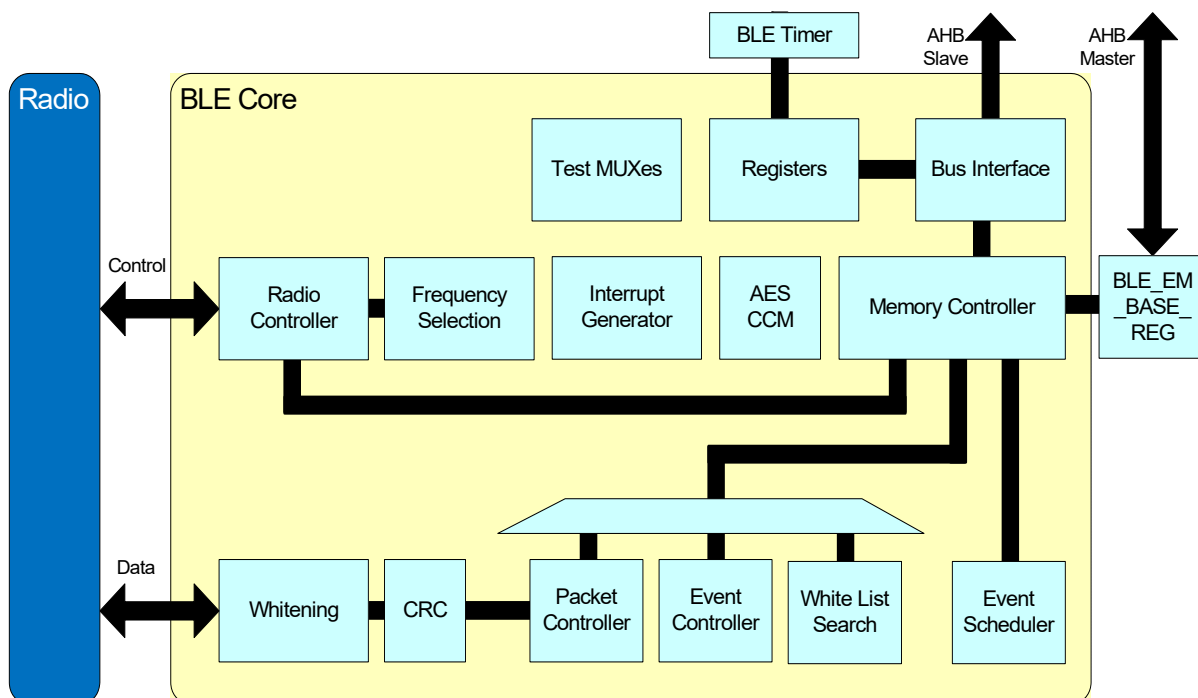 BLE Timer
AHB
Slave
AHB
Master
Radio
BLE Core
Test MUXes
Registers
Bus Interface
Control
Radio
Controller
Frequency
Selection
Interrupt
Generator
AES
CCM
Memory Controller
BLE_EM
_BASE_
REG
Data
Whitening
CRC
Packet
Controller
Event
Controller
White List
Search
Event
Scheduler